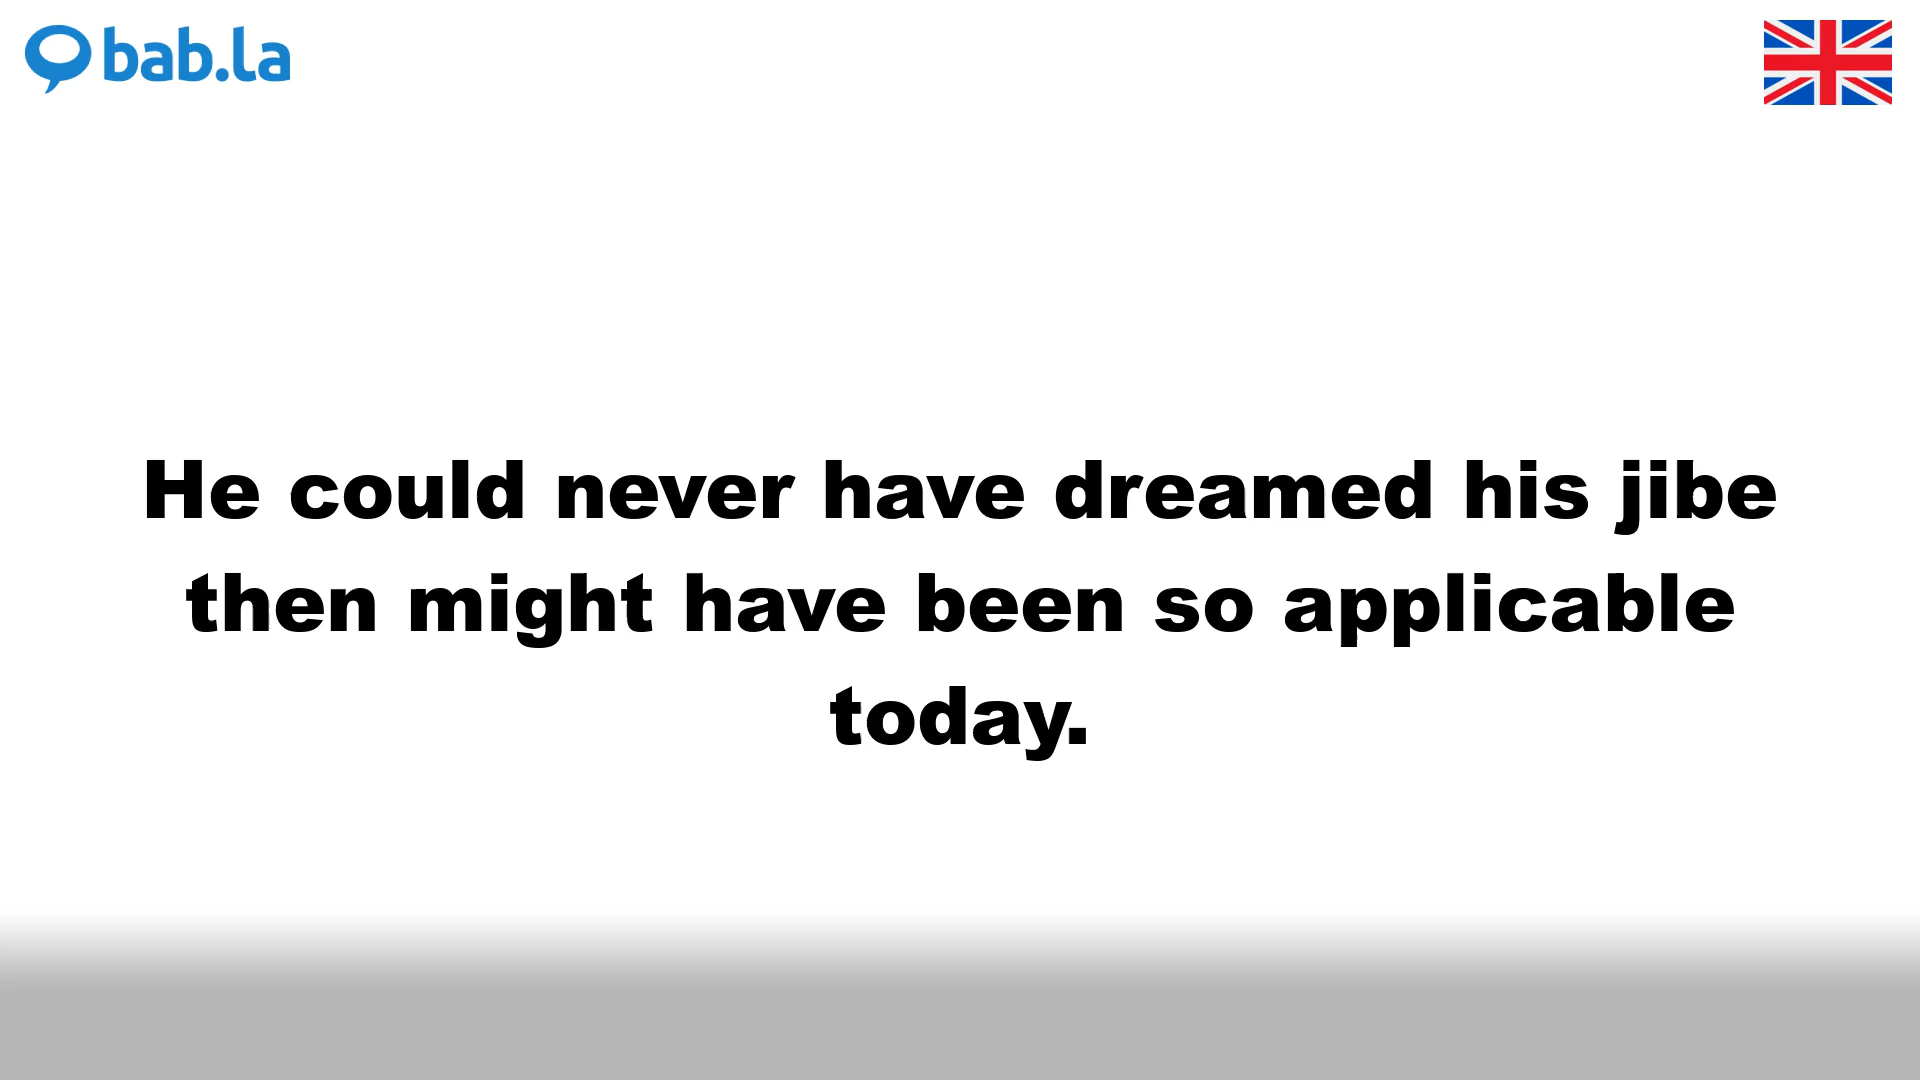 bab.la
He could never have dreamed his jibe
then might have been so applicable
today.